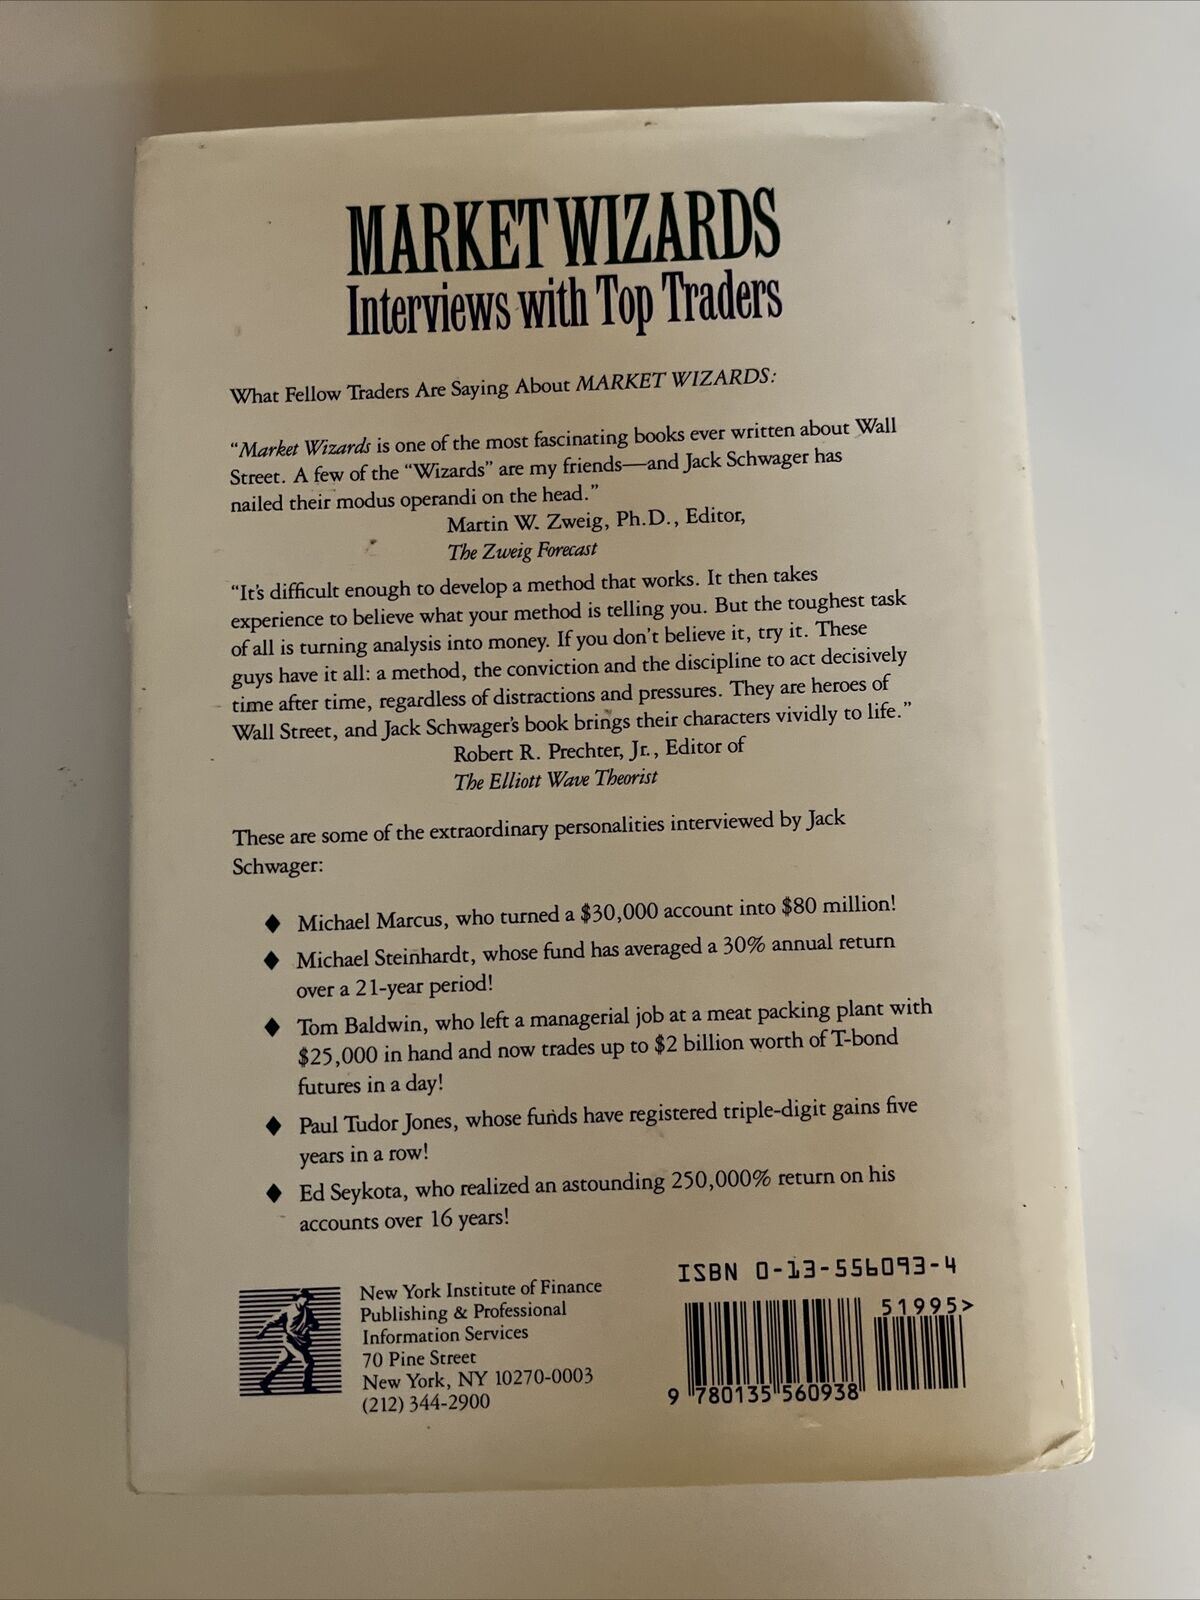 MARKET WIZARDS
Interviews with Top Traders
What Fellow Traders Are Saying About MARKET WIZARDS:
“Market Wizards is one of the most fascinating books ever written about Wall
Street. A few of the “Wizards” are my friends—and Jack Schwager has
nailed their modus operandi on the head.”
Martin W. Zweig, Ph.D., Editor,
The Zweig Forecast
“It's difficult enough to develop a method that works. It then takes
experience to believe what your method is telling you. But the toughest task
of all is turning analysis into money. If you don't believe it, try it. These
guys have it all: a method, the conviction and the discipline to act decisively
time after time, regardless of distractions and pressures. They are heroes of
Wall Street, and Jack Schwager's book brings their characters vividly to life.”
Robert R. Prechter, Jr., Editor of
The Elliott Wave Theorist
These are some of the extraordinary personalities interviewed by Jack
Schwager:
♦ Michael Marcus, who turned a $30,000 account into $80 million!
♦ Michael Steinhardt, whose fund has averaged a 30% annual return
over a 21-year period!
♦ Tom Baldwin, who left a managerial job at a meat packing plant with
$25,000 in hand and now trades up to $2 billion worth of T-bond
futures in a day!
♦ Paul Tudor Jones, whose funds have registered triple-digit gains five
years in a row!
♦ Ed Seykota, who realized an astounding 250,000% return on his
accounts over 16 years!
New York Institute of Finance
Publishing & Professional
Information Services
70 Pine Street
New York, NY 10270-0003
(212) 344-2900
ISBN 0-13-556093-4
51995>
9 780135 560938